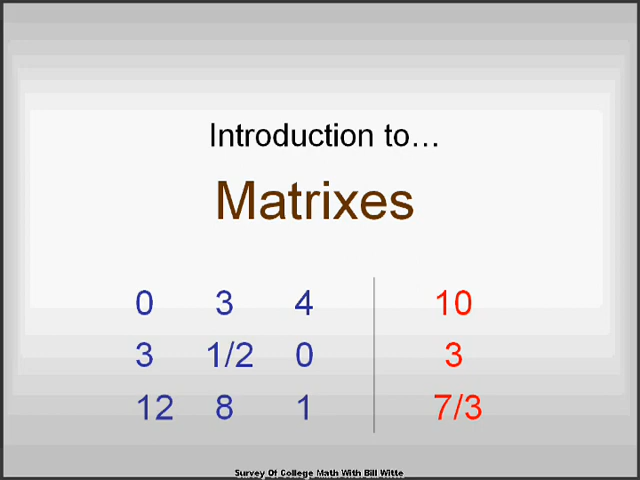 Introduction to…
Matrixes
0 3 4 10
3 1/2 0 3
12 8 1 7/3
Survey Of College Math With Bill Witte